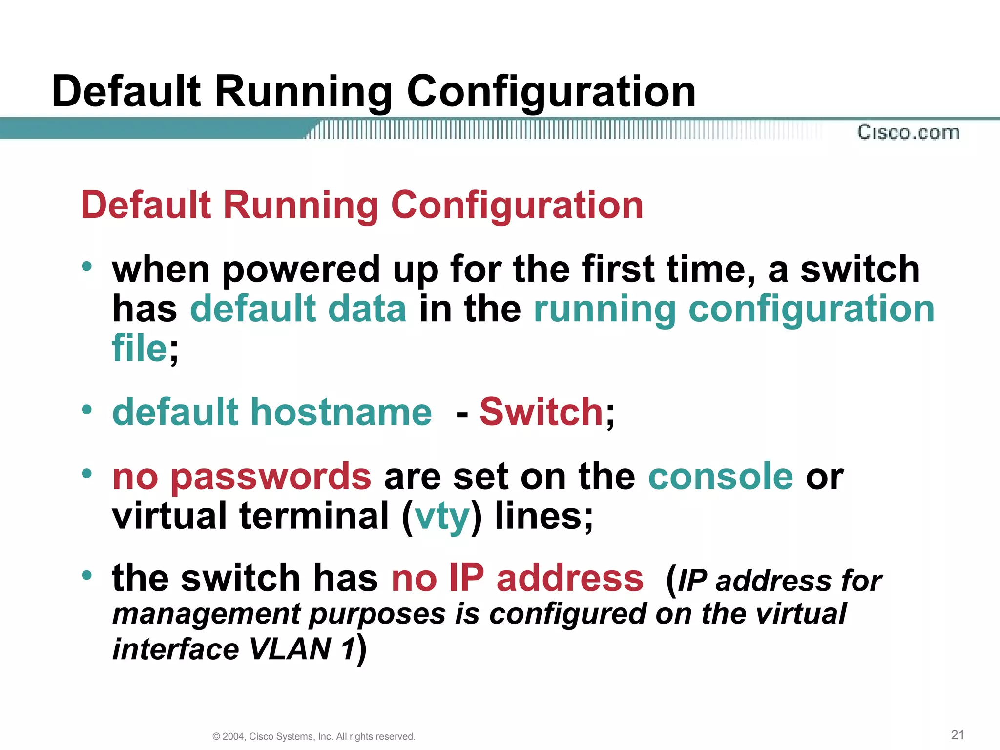 Default Running Configuration
Cisco.com
Default Running Configuration
• when powered up for the first time, a switch
has default data in the running configuration
file;
• default hostname - Switch;
• no passwords are set on the console or
virtual terminal (vty) lines;
• the switch has no IP address (IP address for
management purposes is configured on the virtual
interface VLAN 1)
© 2004, Cisco Systems, Inc. All rights reserved.
21